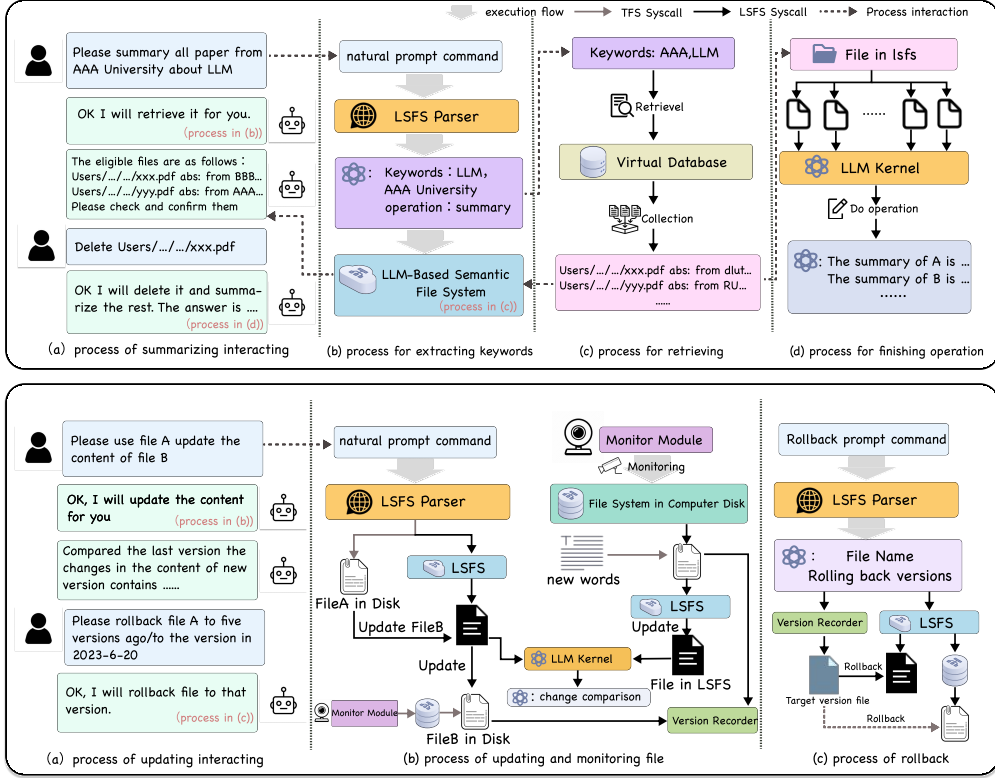 execution flow
TFS Syscall
LSFS Syscall
Process interaction
Please summary all paper from
AAA University about LLM
OK I will retrieve it for you.
(process in (b))
The eligible files are as follows：
Users/.../.../xxx.pdf abs: from BBB...
Users/.../.../yyy.pdf abs: from AAA...
Please check and confirm them
Delete Users/.../.../xxx.pdf
OK I will delete it and summa-
rize the rest. The answer is ....
(process in (d))
(a) process of summarizing interacting
natural prompt command
LSFS Parser
: Keywords：LLM，
AAA University
operation：summary
LLM-Based Semantic
File System
(process in (c))
(b) process for extracting keywords
Keywords: AAA,LLM
Retrievel
Virtual Database
Collection
Users/.../.../xxx.pdf abs: from dlut...
Users/.../.../yyy.pdf abs: from RU...
......
(c) process for retrieving
File in lsfs
......
LLM Kernel
Do operation
: The summary of A is ...
The summary of B is ...
......
(d) process for finishing operation
Please use file A update the
content of file B
OK, I will update the content
for you
(process in (b))
Compared the last version the
changes in the content of new
version contains ......
Please rollback file A to five
versions ago/to the version in
2023-6-20
OK, I will rollback file to that
version.
(process in (c))
(a) process of updating interacting
natural prompt command
LSFS Parser
LSFS
FileA in Disk
Update FileB
Update
Monitor Module
FileB in Disk
Monitor Module
Monitoring
File System in Computer Disk
new words
LSFS
Update
File in LSFS
LLM Kernel
: change comparison
Version Recorder
(b) process of updating and monitoring file
Rollback prompt command
LSFS Parser
: File Name
Rolling back versions
Version Recorder
LSFS
Rollback
Target version file
Rollback
(c) process of rollback